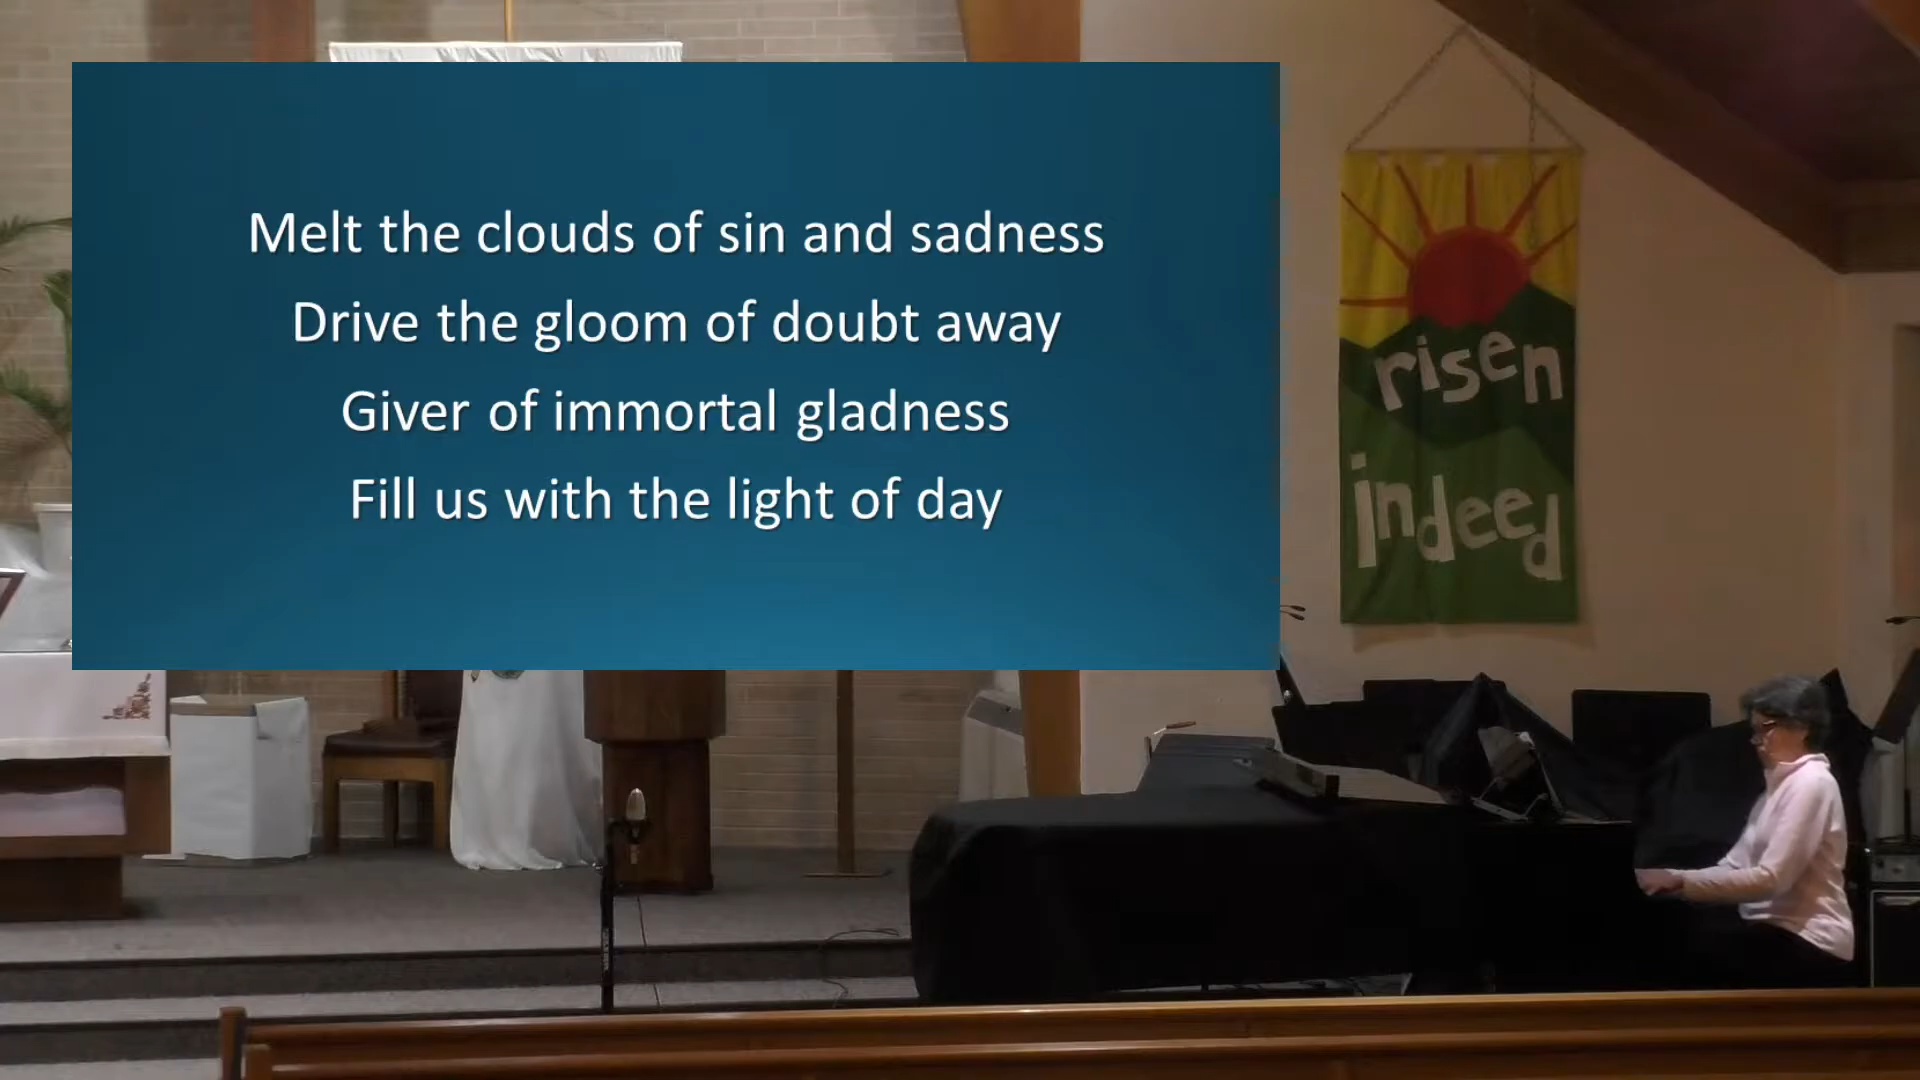 Melt the clouds of sin and sadness
Drive the gloom of doubt away
Giver of immortal gladness
Fill us with the light of day
risen
indeed